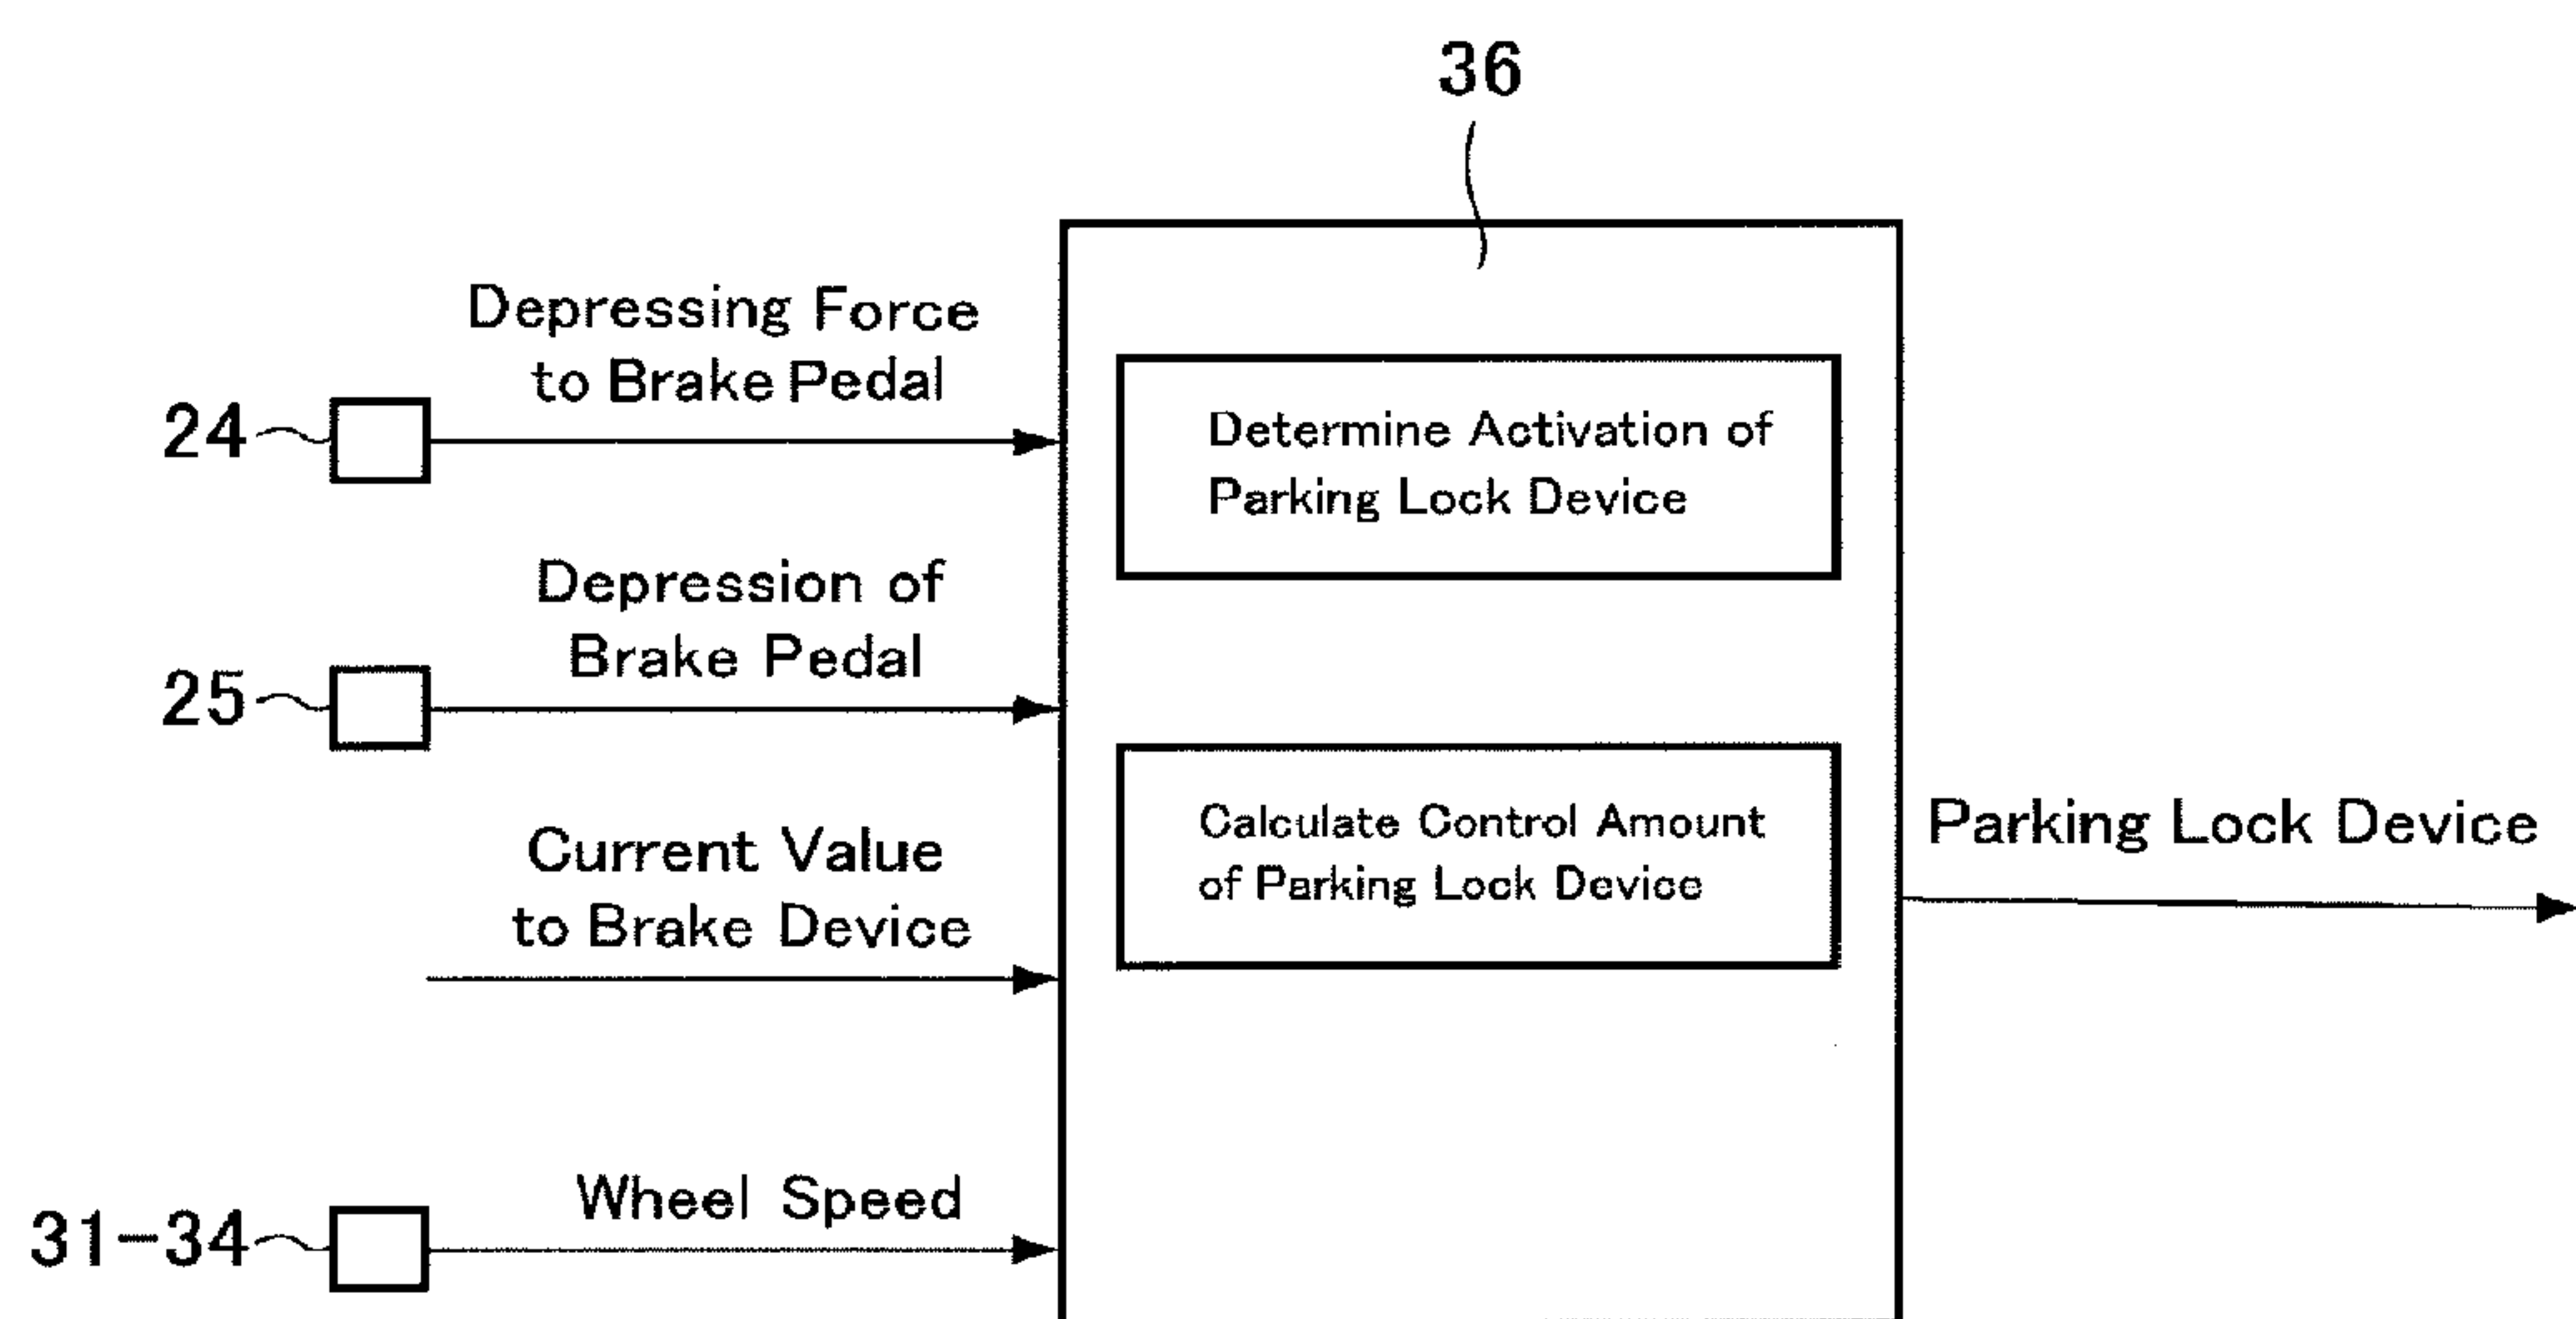 36
Depressing Force
to Brake Pedal
24
Determine Activation of
Parking Lock Device
Depression of
Brake Pedal
25
Calculate Control Amount
of Parking Lock Device
Parking Lock Device
Current Value
to Brake Device
Wheel Speed
31-34